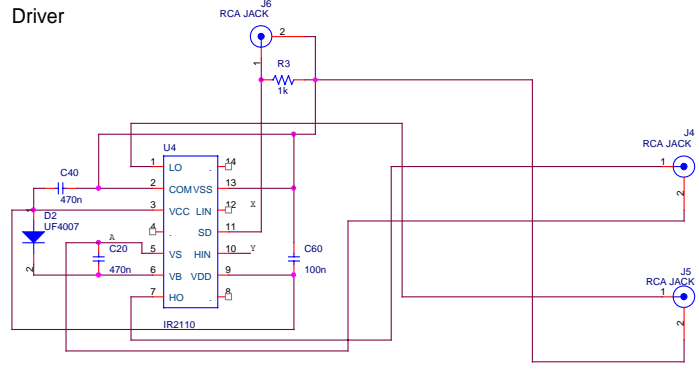 Driver
J6
RCA JACK
2
1
R3
1k
J4
RCA JACK
1
2
U4
1 LO . 14
2 COM VSS 13
3 VCC LIN 12 X
4 . SD 11
5 VS HIN 10 Y
6 VB VDD 9
7 HO . 8
IR2110
C40
470n
1
D2
UF4007
2
A
C20
470n
C60
100n
J5
RCA JACK
1
2